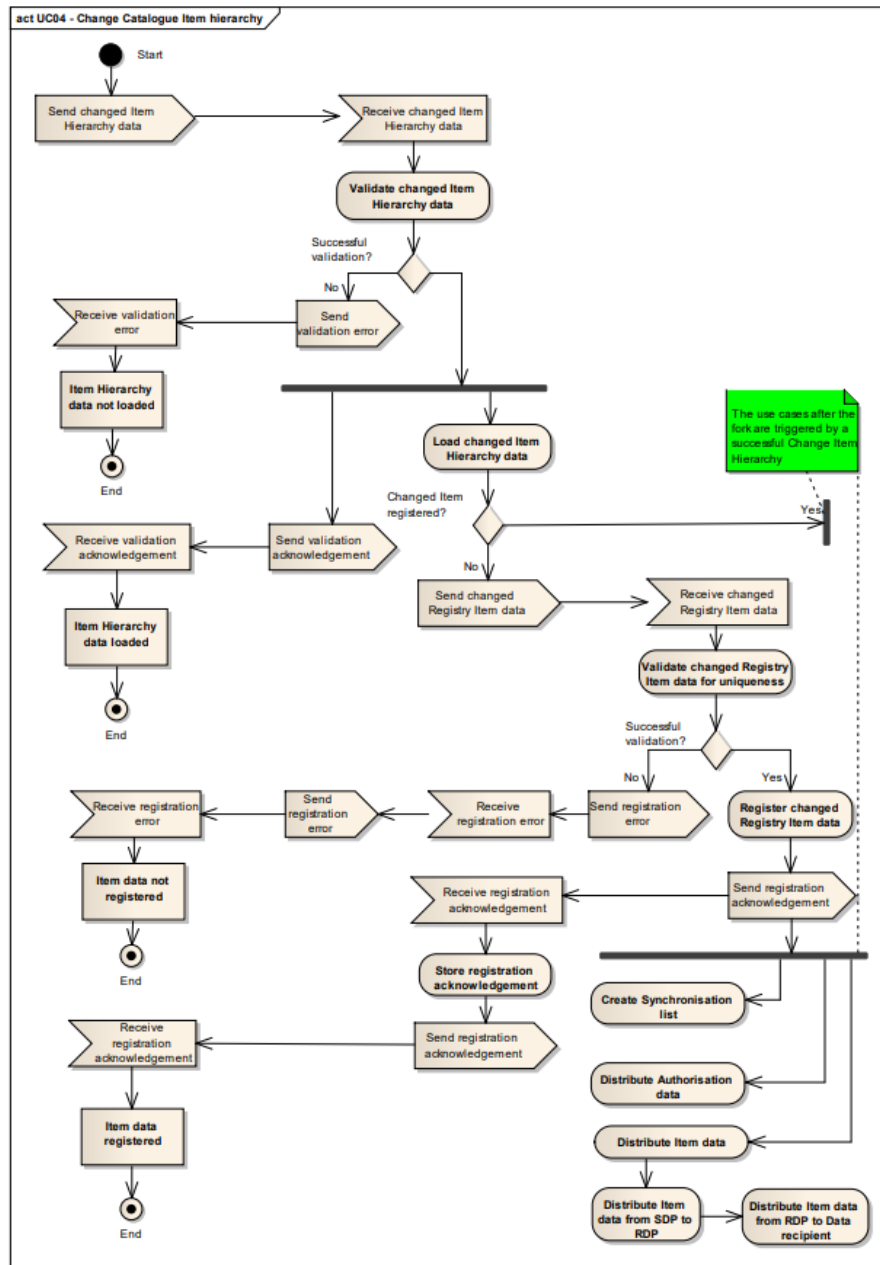 act UC04 - Change Catalogue Item hierarchy
Start
Send changed Item
Hierarchy data
Receive changed Item
Hierarchy data
Validate changed Item
Hierarchy data
Successful
validation?
No
Receive validation
error
Send
validation error
Item Hierarchy
data not loaded
End
The use cases after the
fork are triggered by a
successful Change Item
Hierarchy
Load changed Item
Hierarchy data
Changed Item
registered?
Yes
No
Receive validation
acknowledgement
Send validation
acknowledgement
Send changed
Registry Item data
Receive changed
Registry Item data
Item Hierarchy
data loaded
End
Validate changed Registry
Item data for uniqueness
Successful
validation?
No
Yes
Receive registration
error
Send
registration
error
Receive
registration error
Send registration
error
Register changed
Registry Item data
Item data not
registered
End
Receive registration
acknowledgement
Send registration
acknowledgement
Store registration
acknowledgement
Create Synchronisation
list
Receive
registration
acknowledgement
Send registration
acknowledgement
Distribute Authorisation
data
Item data
registered
End
Distribute Item data
Distribute Item
data from SDP to
RDP
Distribute Item data
from RDP to Data
recipient